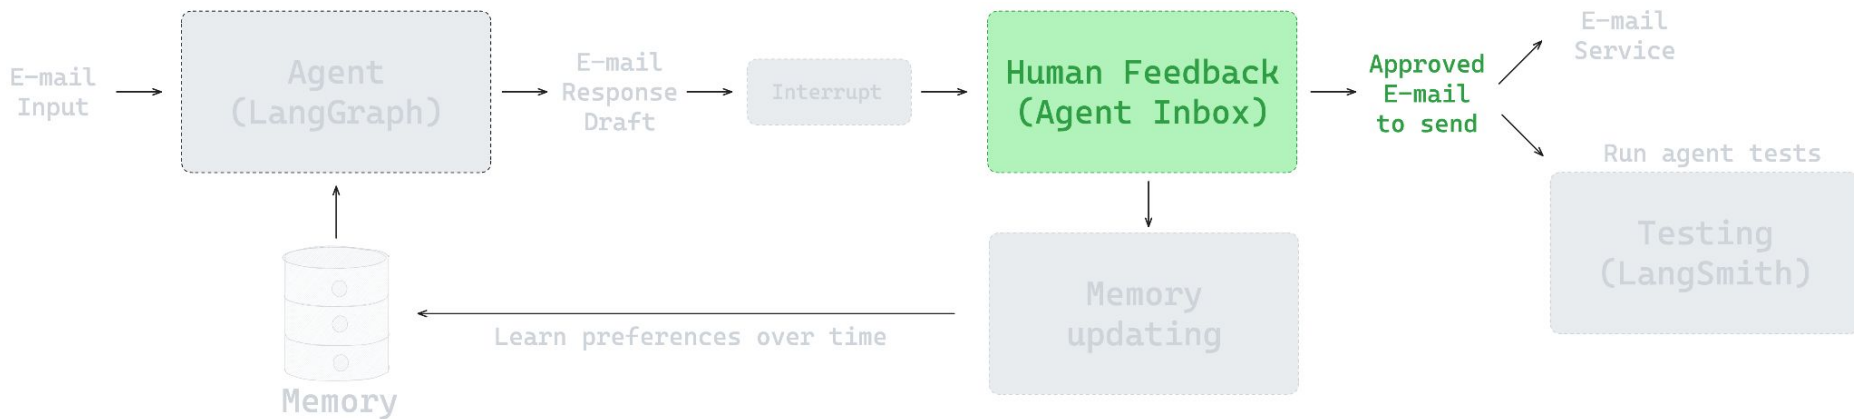 E-mail
Input
Agent
(LangGraph)
E-mail
Response
Draft
Interrupt
Human Feedback
(Agent Inbox)
Approved
E-mail
to send
E-mail
Service
Run agent tests
Testing
(LangSmith)
Memory
updating
Learn preferences over time
Memory